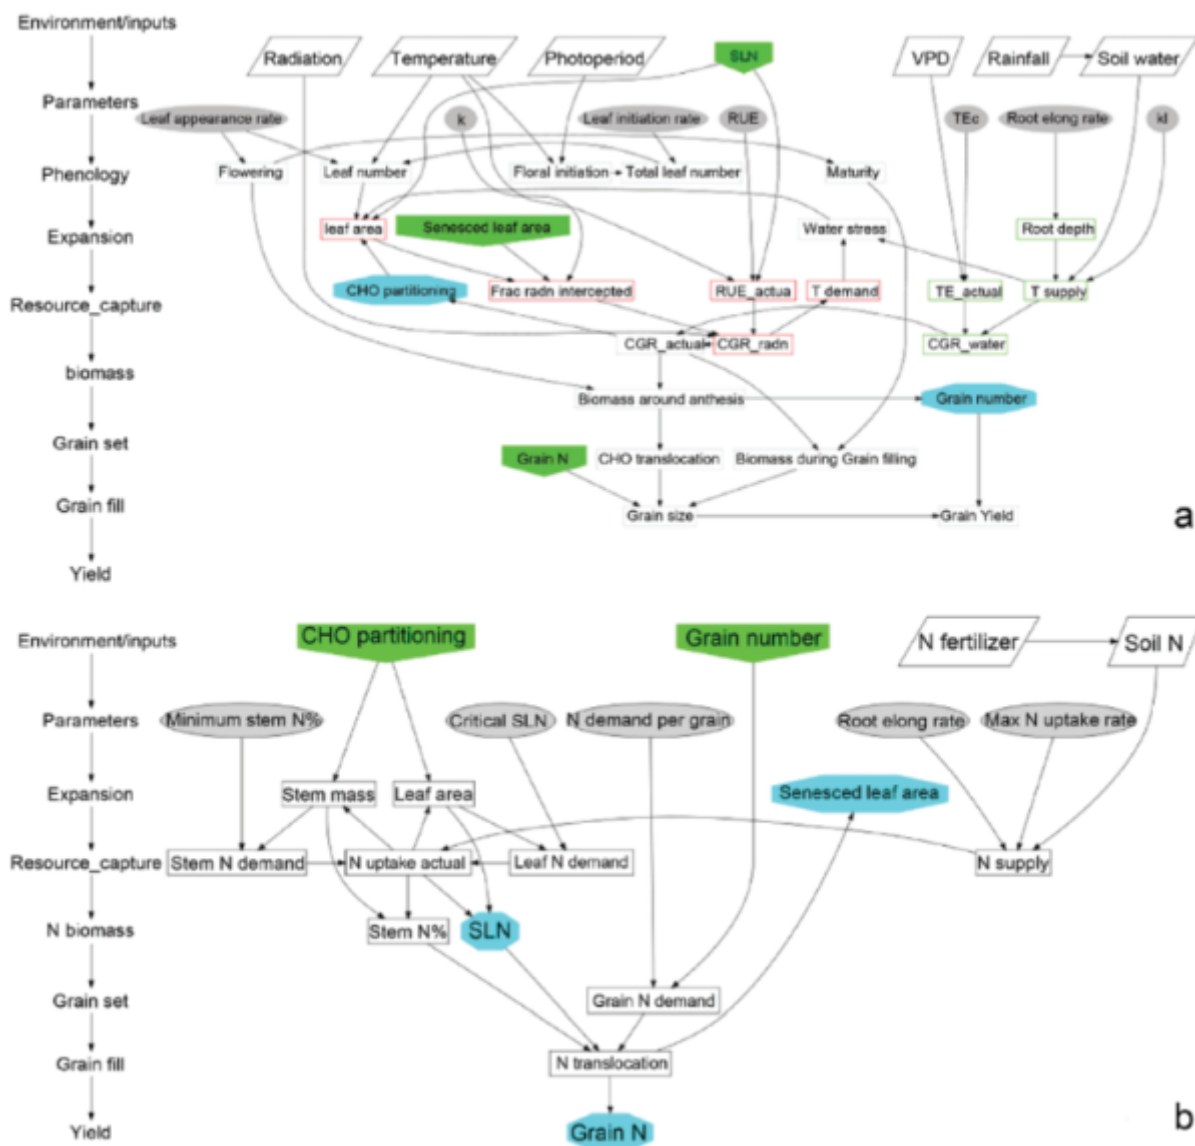 Environment/inputs
Radiation
Temperature
Photoperiod
SLN
VPD
Rainfall
Soil water
Parameters
Leaf appearance rate
k
Leaf initiation rate
RUE
TEc
Root elong rate
kl
Phenology
Flowering
Leaf number
Floral initiation
Total leaf number
Maturity
Expansion
leaf area
Senesced leaf area
Water stress
Root depth
Resource_capture
CHO partitioning
Frac radn intercepted
RUE_actua
T demand
TE_actual
T supply
CGR_actual
CGR_radn
CGR_water
biomass
Biomass around anthesis
Grain number
Grain set
Grain N
CHO translocation
Biomass during Grain filling
Grain fill
Grain size
Grain Yield
a
Yield
Environment/inputs
CHO partitioning
Grain number
N fertilizer
Soil N
Parameters
Minimum stem N%
Critical SLN
N demand per grain
Root elong rate
Max N uptake rate
Expansion
Stem mass
Leaf area
Senesced leaf area
Resource_capture
Stem N demand
N uptake actual
Leaf N demand
N supply
N biomass
Stem N%
SLN
Grain set
Grain N demand
Grain fill
N translocation
Yield
Grain N
b